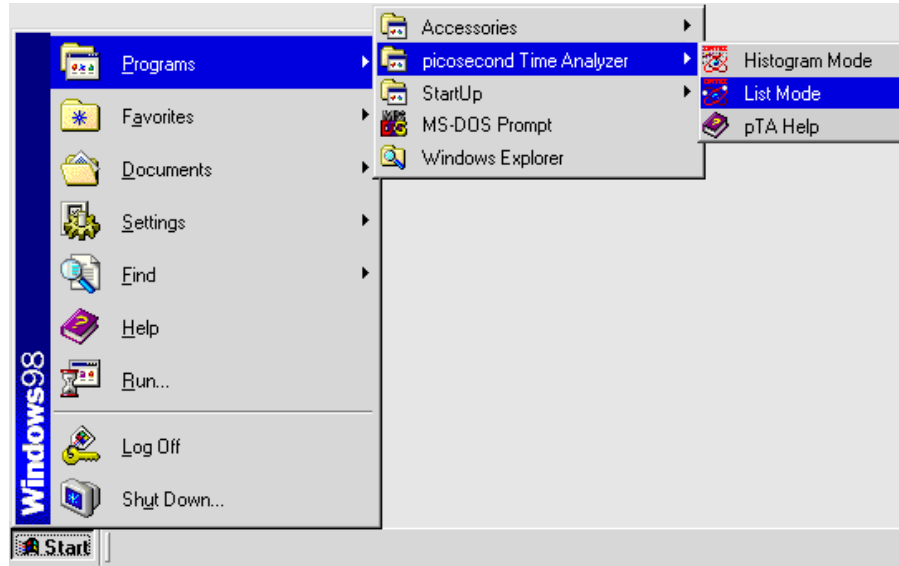 Programs
Favorites
Documents
Settings
Find
Help
Run...
Log Off
Shut Down...
Windows98
Start
Accessories
picosecond Time Analyzer
StartUp
MS-DOS Prompt
Windows Explorer
Histogram Mode
List Mode
pTA Help